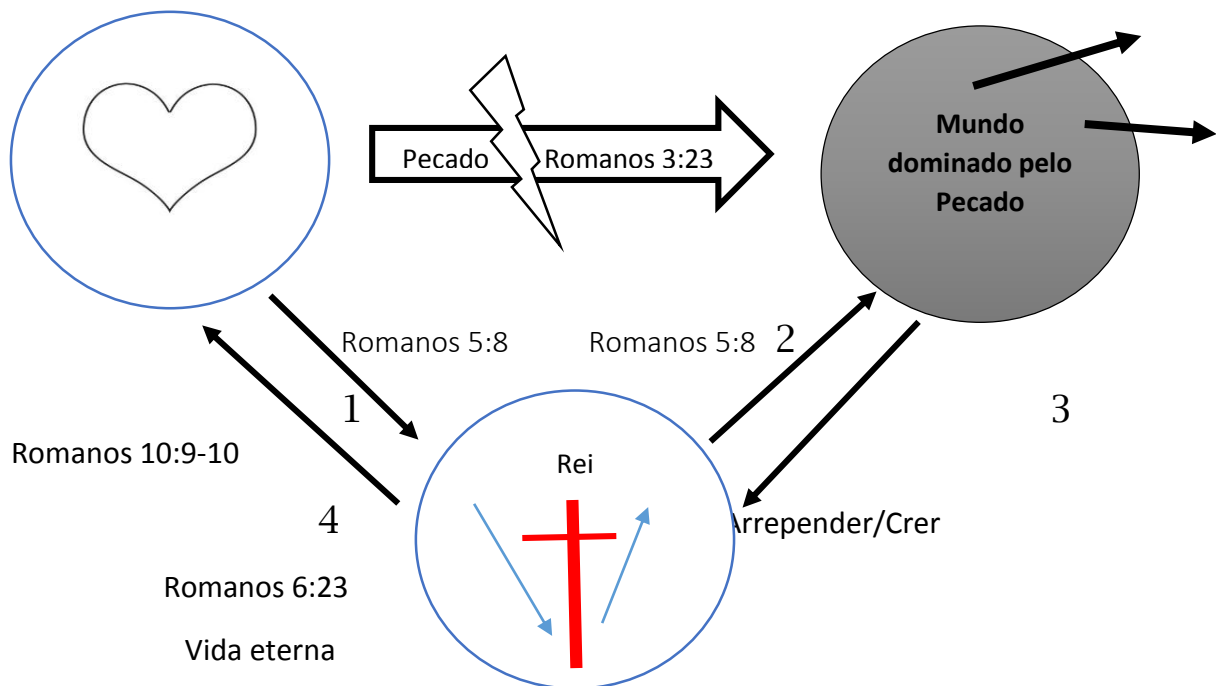 Pecado
Romanos 3:23
Mundo
dominado pelo
Pecado
Romanos 5:8
Romanos 5:8
2
1
3
Romanos 10:9-10
Rei
4
Arrepender/Crer
Romanos 6:23
Vida eterna